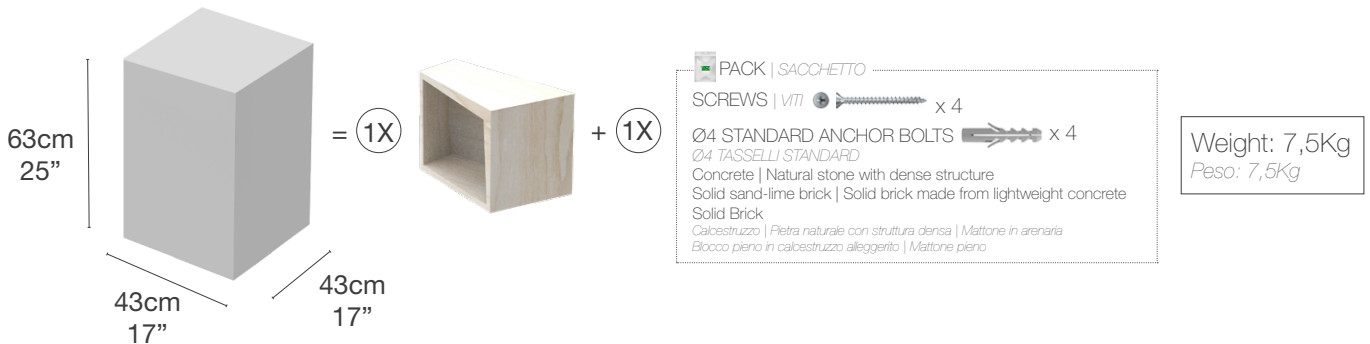 63cm
25”
43cm
17”
43cm
17”
= 1X
+ 1X
PACK | SACCHETTO
SCREWS | VITI x 4
Ø4 STANDARD ANCHOR BOLTS x 4
Ø4 TASSELLI STANDARD
Concrete | Natural stone with dense structure
Solid sand-lime brick | Solid brick made from lightweight concrete
Solid Brick
Calcestruzzo | Pietra naturale con struttura densa | Mattone in arenaria
Blocco pieno in calcestruzzo alleggerito | Mattone pieno
Weight: 7,5Kg
Peso: 7,5Kg